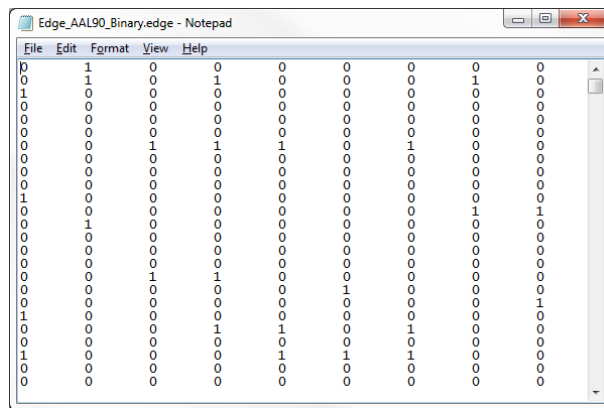 Edge_AAL90_Binary.edge - Notepad
File Edit Format View Help
0 1 0 0 0 0 0 0 0
0 1 0 1 0 0 0 1 0
1 0 0 0 0 0 0 0 0
0 0 0 0 0 0 0 0 0
0 0 0 0 0 0 0 0 0
0 0 0 0 0 0 0 0 0
0 0 1 1 1 0 1 0 0
0 0 0 0 0 0 0 0 0
0 0 0 0 0 0 0 0 0
0 0 0 0 0 0 0 0 0
1 0 0 0 0 0 0 0 0
0 0 0 0 0 0 0 1 1
0 1 0 0 0 0 0 0 0
0 0 0 0 0 0 0 0 0
0 0 0 0 0 0 0 0 0
0 0 0 0 0 0 0 0 0
0 0 1 1 0 0 0 0 0
0 0 0 0 0 1 0 0 0
0 0 0 0 0 0 0 0 1
1 0 0 0 0 0 0 0 0
0 0 0 1 1 0 1 0 0
0 0 0 0 0 0 0 0 0
1 0 0 0 1 1 1 0 0
0 0 0 0 0 0 0 0 0
0 0 0 0 0 0 0 0 0